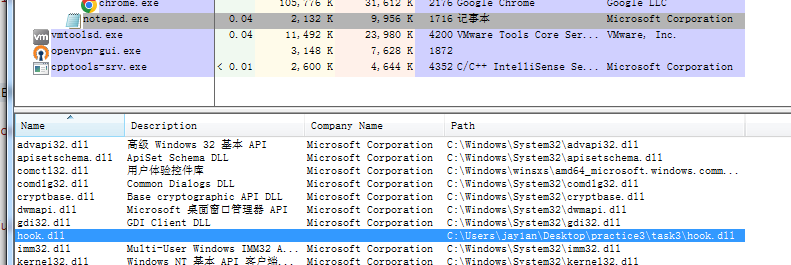 chrome.exe 105,776 K 31,612 K 2176 Google Chrome Google LLC
notepad.exe 0.04 2,132 K 9,956 K 1716 记事本 Microsoft Corporation
vm vmtoolsd.exe 0.04 11,492 K 23,980 K 4200 VMware Tools Core Ser... VMware, Inc.
openvpn-gui.exe 3,148 K 7,628 K 1872
cpptools-srv.exe < 0.01 2,600 K 4,644 K 4352 C/C++ IntelliSense Serv... Microsoft Corporation
Name Description Company Name Path
advapi32.dll 高级 Windows 32 基本 API Microsoft Corporation C:\Windows\System32\advapi32.dll
apisetschema.dll ApiSet Schema DLL Microsoft Corporation C:\Windows\System32\apisetschema.dll
comctl32.dll 用户体验控件库 Microsoft Corporation C:\Windows\winsxs\amd64_microsoft.windows.comm...
comdlg32.dll Common Dialogs DLL Microsoft Corporation C:\Windows\System32\comdlg32.dll
cryptbase.dll Base cryptographic API DLL Microsoft Corporation C:\Windows\System32\cryptbase.dll
dwmapi.dll Microsoft 桌面窗口管理器 API Microsoft Corporation C:\Windows\System32\dwmapi.dll
gdi32.dll GDI Client DLL Microsoft Corporation C:\Windows\System32\gdi32.dll
hook.dll C:\Users\jaylan\Desktop\practice3\task3\hook.dll
imm32.dll Multi-User Windows IMM32 A... Microsoft Corporation C:\Windows\System32\imm32.dll
kernel32.dll Windows NT 基本 API 客户端... Microsoft Corporation C:\Windows\System32\kernel32.dll